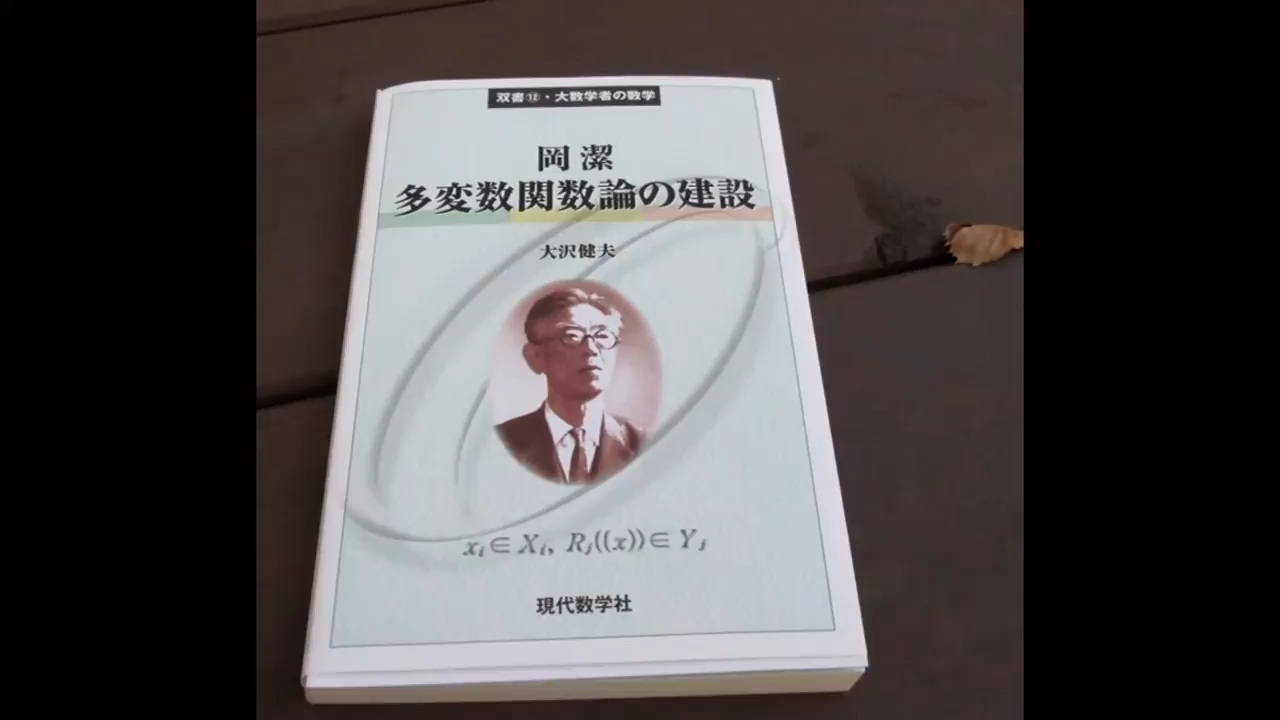 双書⑫・大数学者の数学
岡 潔
多変数関数論の建設
大沢健夫
xᵢ ∈ Xᵢ, Rⱼ((x)) ∈ Yⱼ
現代数学社